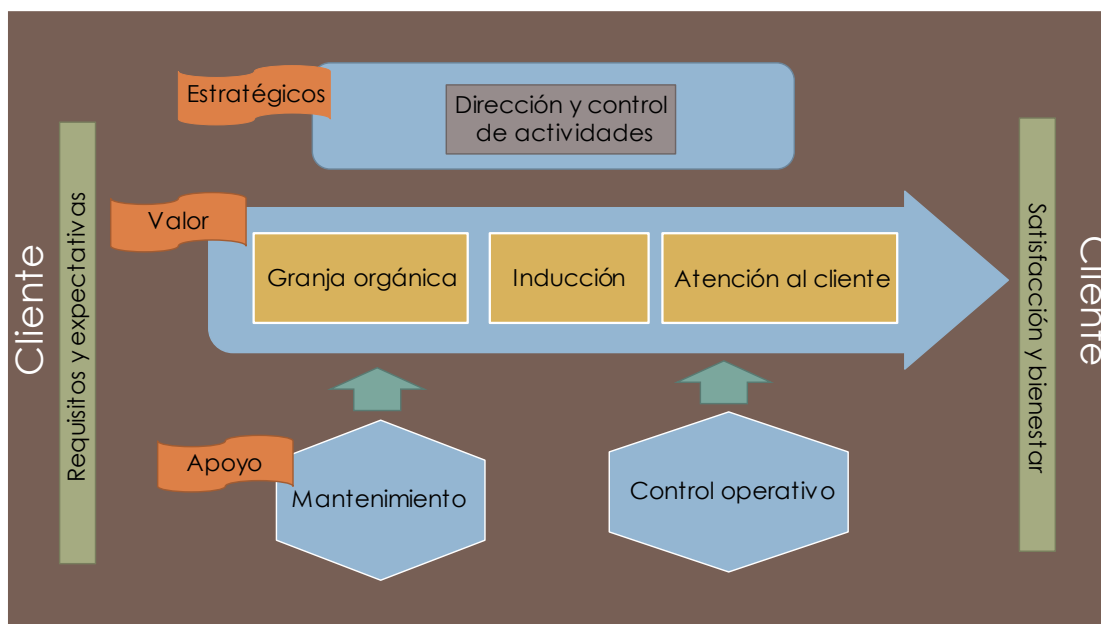 Estratégicos
Dirección y control
de actividades
Cliente
Requisitos y expectativas
Valor
Granja orgánica
Inducción
Atención al cliente
Satisfacción y bienestar
Cliente
Apoyo
Mantenimiento
Control operativo